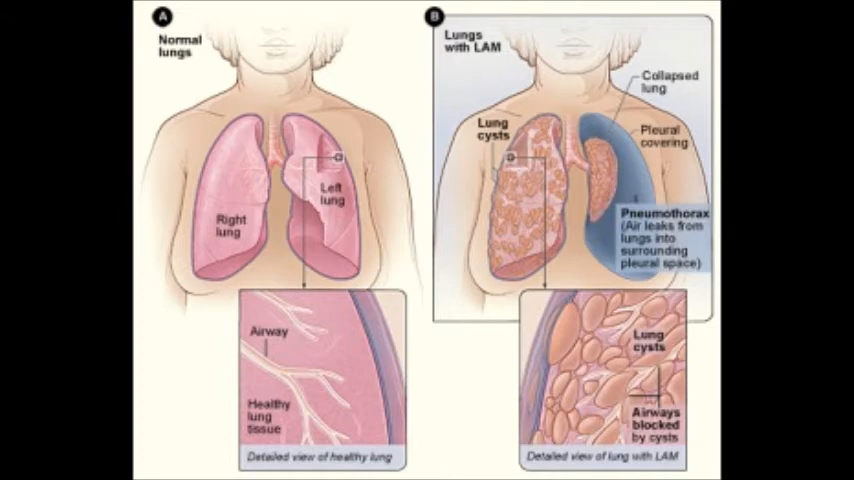 A
Normal
lungs
Right
lung
Left
lung
Airway
Healthy
lung
tissue
Detailed view of healthy lung
B
Lungs
with LAM
Lung
cysts
Collapsed
lung
Pleural
covering
Pneumothorax
(Air leaks from
lungs into
surrounding
pleural space)
Lung
cysts
Airways
blocked
by cysts
Detailed view of lung with LAM